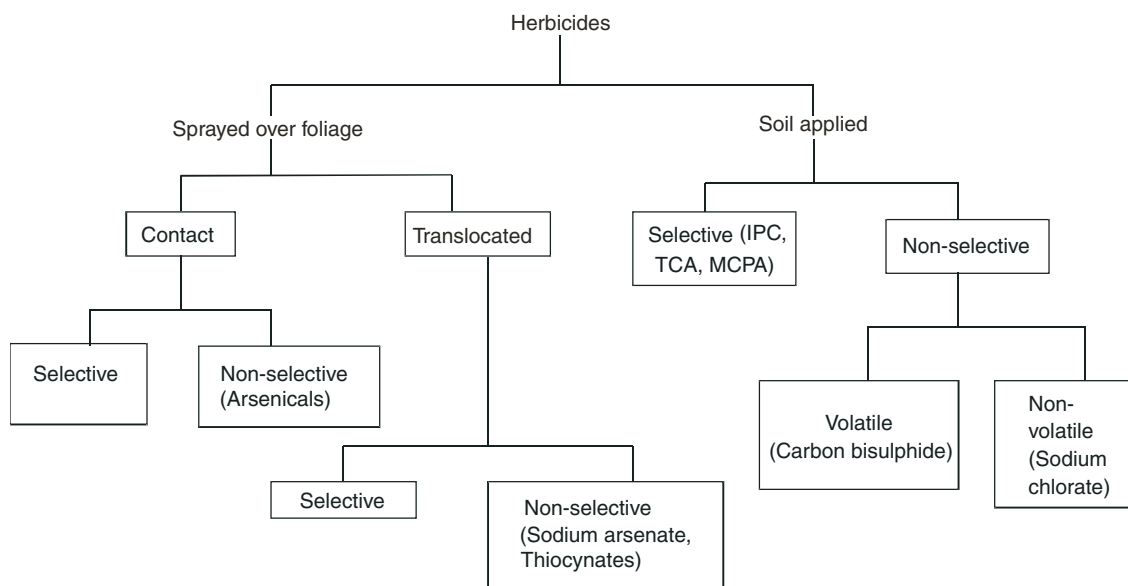 Herbicides
Sprayed over foliage
Soil applied
Contact
Translocated
Selective (IPC,
TCA, MCPA)
Non-selective
Selective
Non-selective
(Arsenicals)
Volatile
(Carbon bisulphide)
Non-
volatile
(Sodium
chlorate)
Selective
Non-selective
(Sodium arsenate,
Thiocynates)